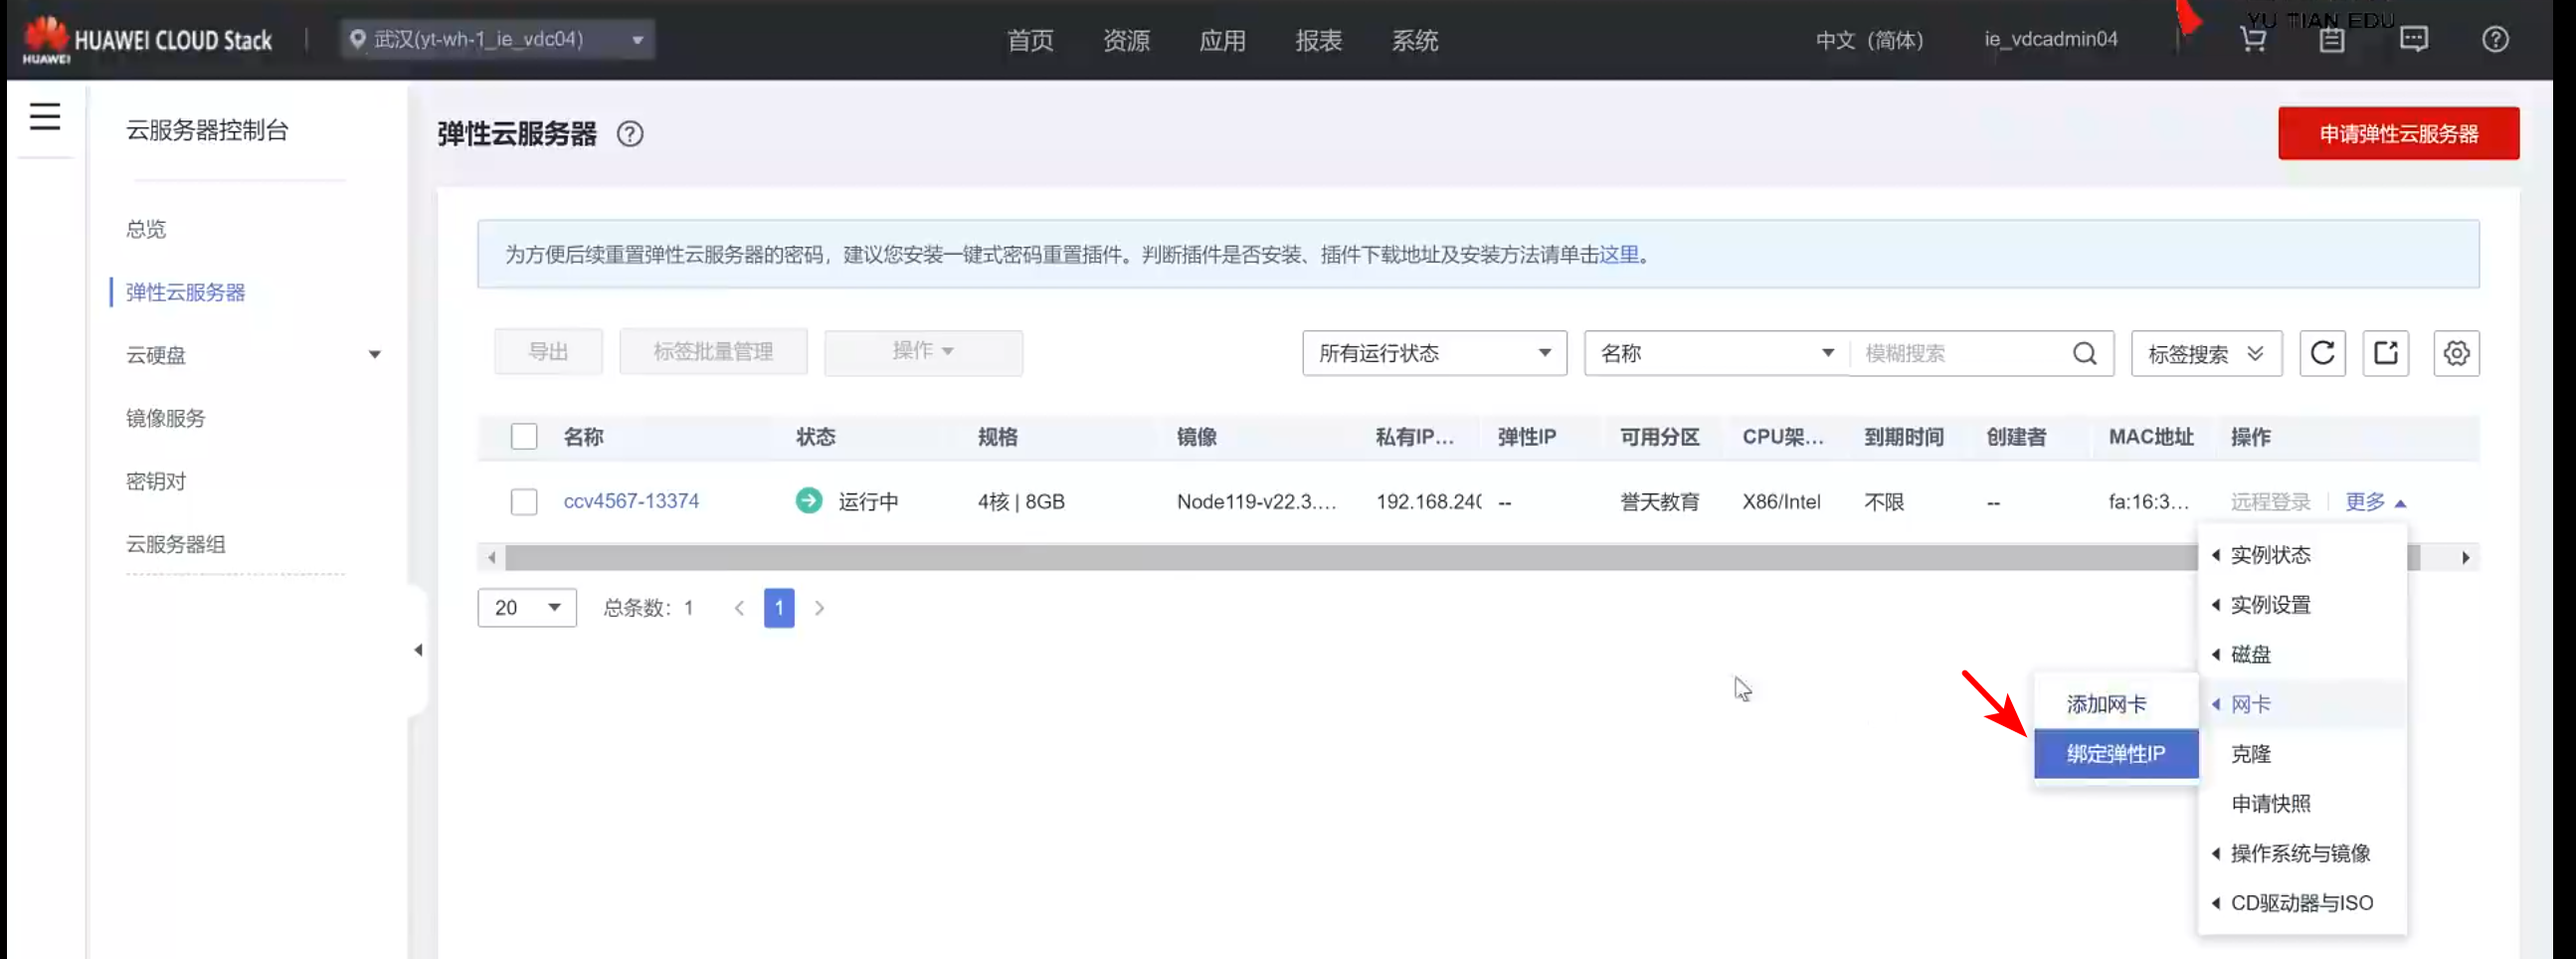 HUAWEI
HUAWEI CLOUD Stack
武汉(yt-wh-1_ie_vdc04)
首页
资源
应用
报表
系统
中文（简体）
ie_vdcadmin04
YU TIAN EDU
云服务器控制台
总览
弹性云服务器
云硬盘
镜像服务
密钥对
云服务器组
弹性云服务器
申请弹性云服务器
为方便后续重置弹性云服务器的密码，建议您安装一键式密码重置插件。判断插件是否安装、插件下载地址及安装方法请单击这里。
导出
标签批量管理
操作
所有运行状态
名称
模糊搜索
标签搜索
名称 状态 规格 镜像 私有IP... 弹性IP 可用分区 CPU架... 到期时间 创建者 MAC地址 操作
ccv4567-13374 运行中 4核 | 8GB Node119-v22.3.... 192.168.240 -- 誉天教育 X86/Intel 不限 -- fa:16:3... 远程登录 更多
20
总条数：1
1
实例状态
实例设置
磁盘
网卡
添加网卡
绑定弹性IP
克隆
申请快照
操作系统与镜像
CD驱动器与ISO